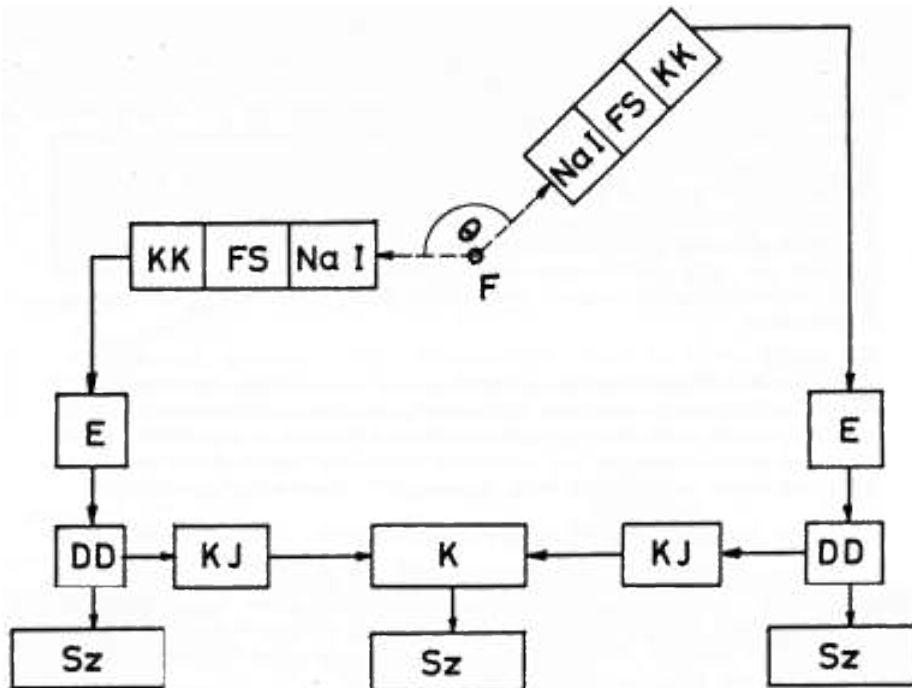 NaI FS KK
KK FS NaI
Θ
F
E E
DD KJ K KJ DD
Sz Sz Sz